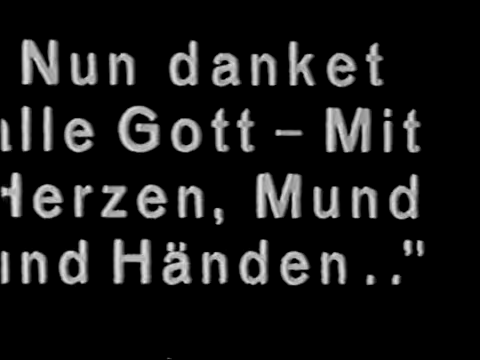 Nun danket
alle Gott – Mit
Herzen, Mund
und Händen . ."